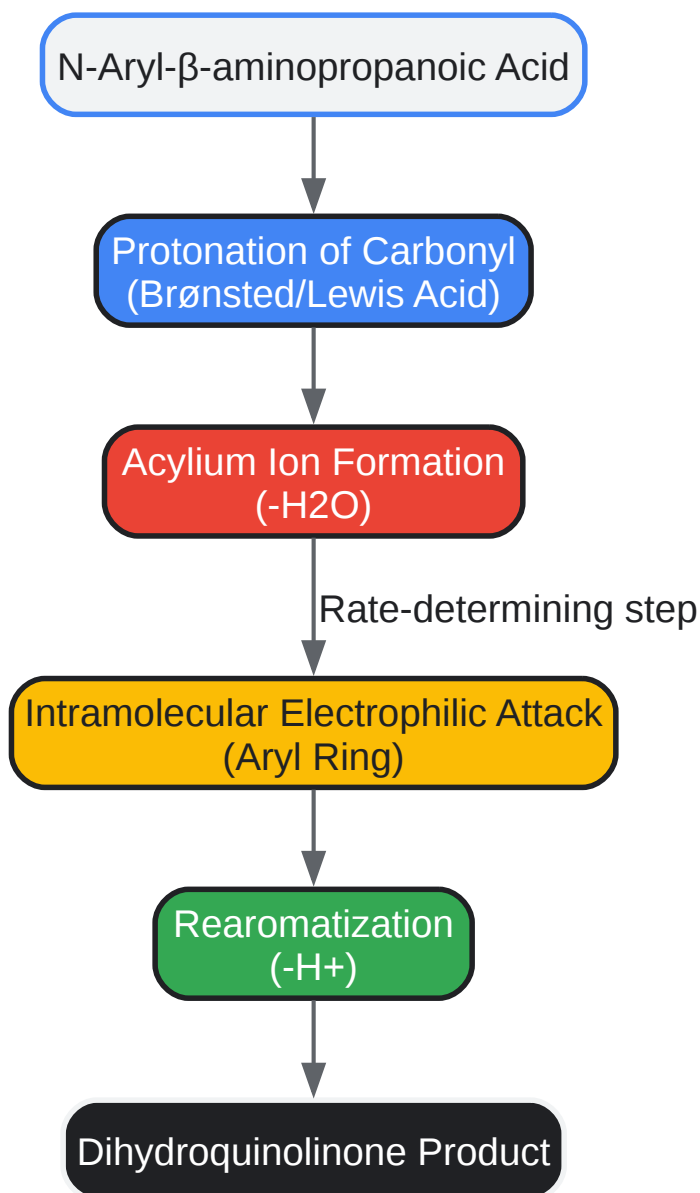 N-Aryl-β-aminopropanoic Acid
Protonation of Carbonyl
(Brønsted/Lewis Acid)
Acylium Ion Formation
(-H2O)
Rate-determining step
Intramolecular Electrophilic Attack
(Aryl Ring)
Rearomatization
(-H+)
Dihydroquinolinone Product